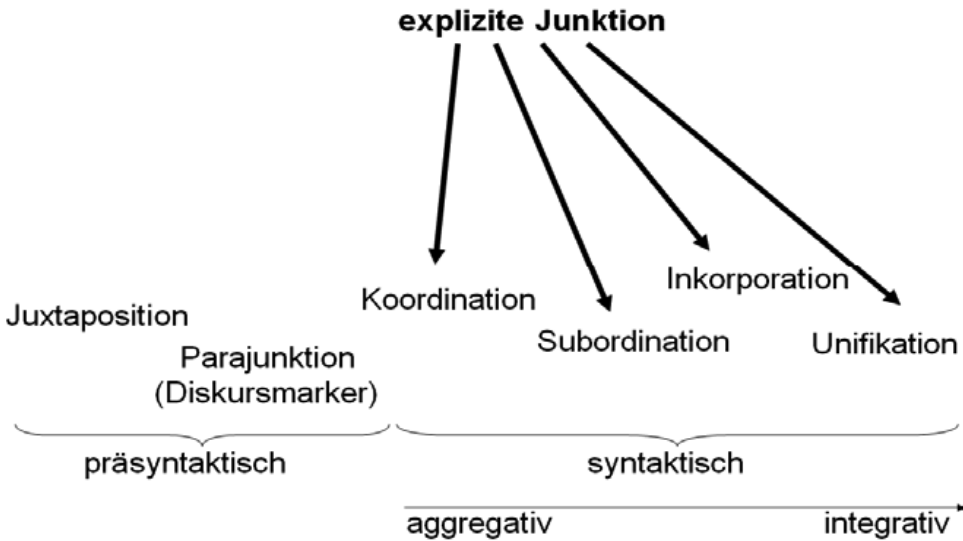 explizite Junktion
Juxtaposition
Parajunktion
(Diskursmarker)
Koordination
Subordination
Inkorporation
Unifikation
präsyntaktisch
syntaktisch
aggregativ
integrativ